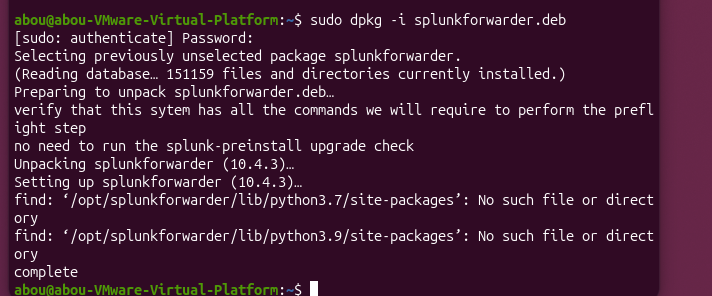 abou@abou-VMware-Virtual-Platform:~$ sudo dpkg -i splunkforwarder.deb
[sudo: authenticate] Password:
Selecting previously unselected package splunkforwarder.
(Reading database… 151159 files and directories currently installed.)
Preparing to unpack splunkforwarder.deb…
verify that this sytem has all the commands we will require to perform the prefl
ight step
no need to run the splunk-preinstall upgrade check
Unpacking splunkforwarder (10.4.3)…
Setting up splunkforwarder (10.4.3)…
find: ‘/opt/splunkforwarder/lib/python3.7/site-packages’: No such file or direct
ory
find: ‘/opt/splunkforwarder/lib/python3.9/site-packages’: No such file or direct
ory
complete
abou@abou-VMware-Virtual-Platform:~$